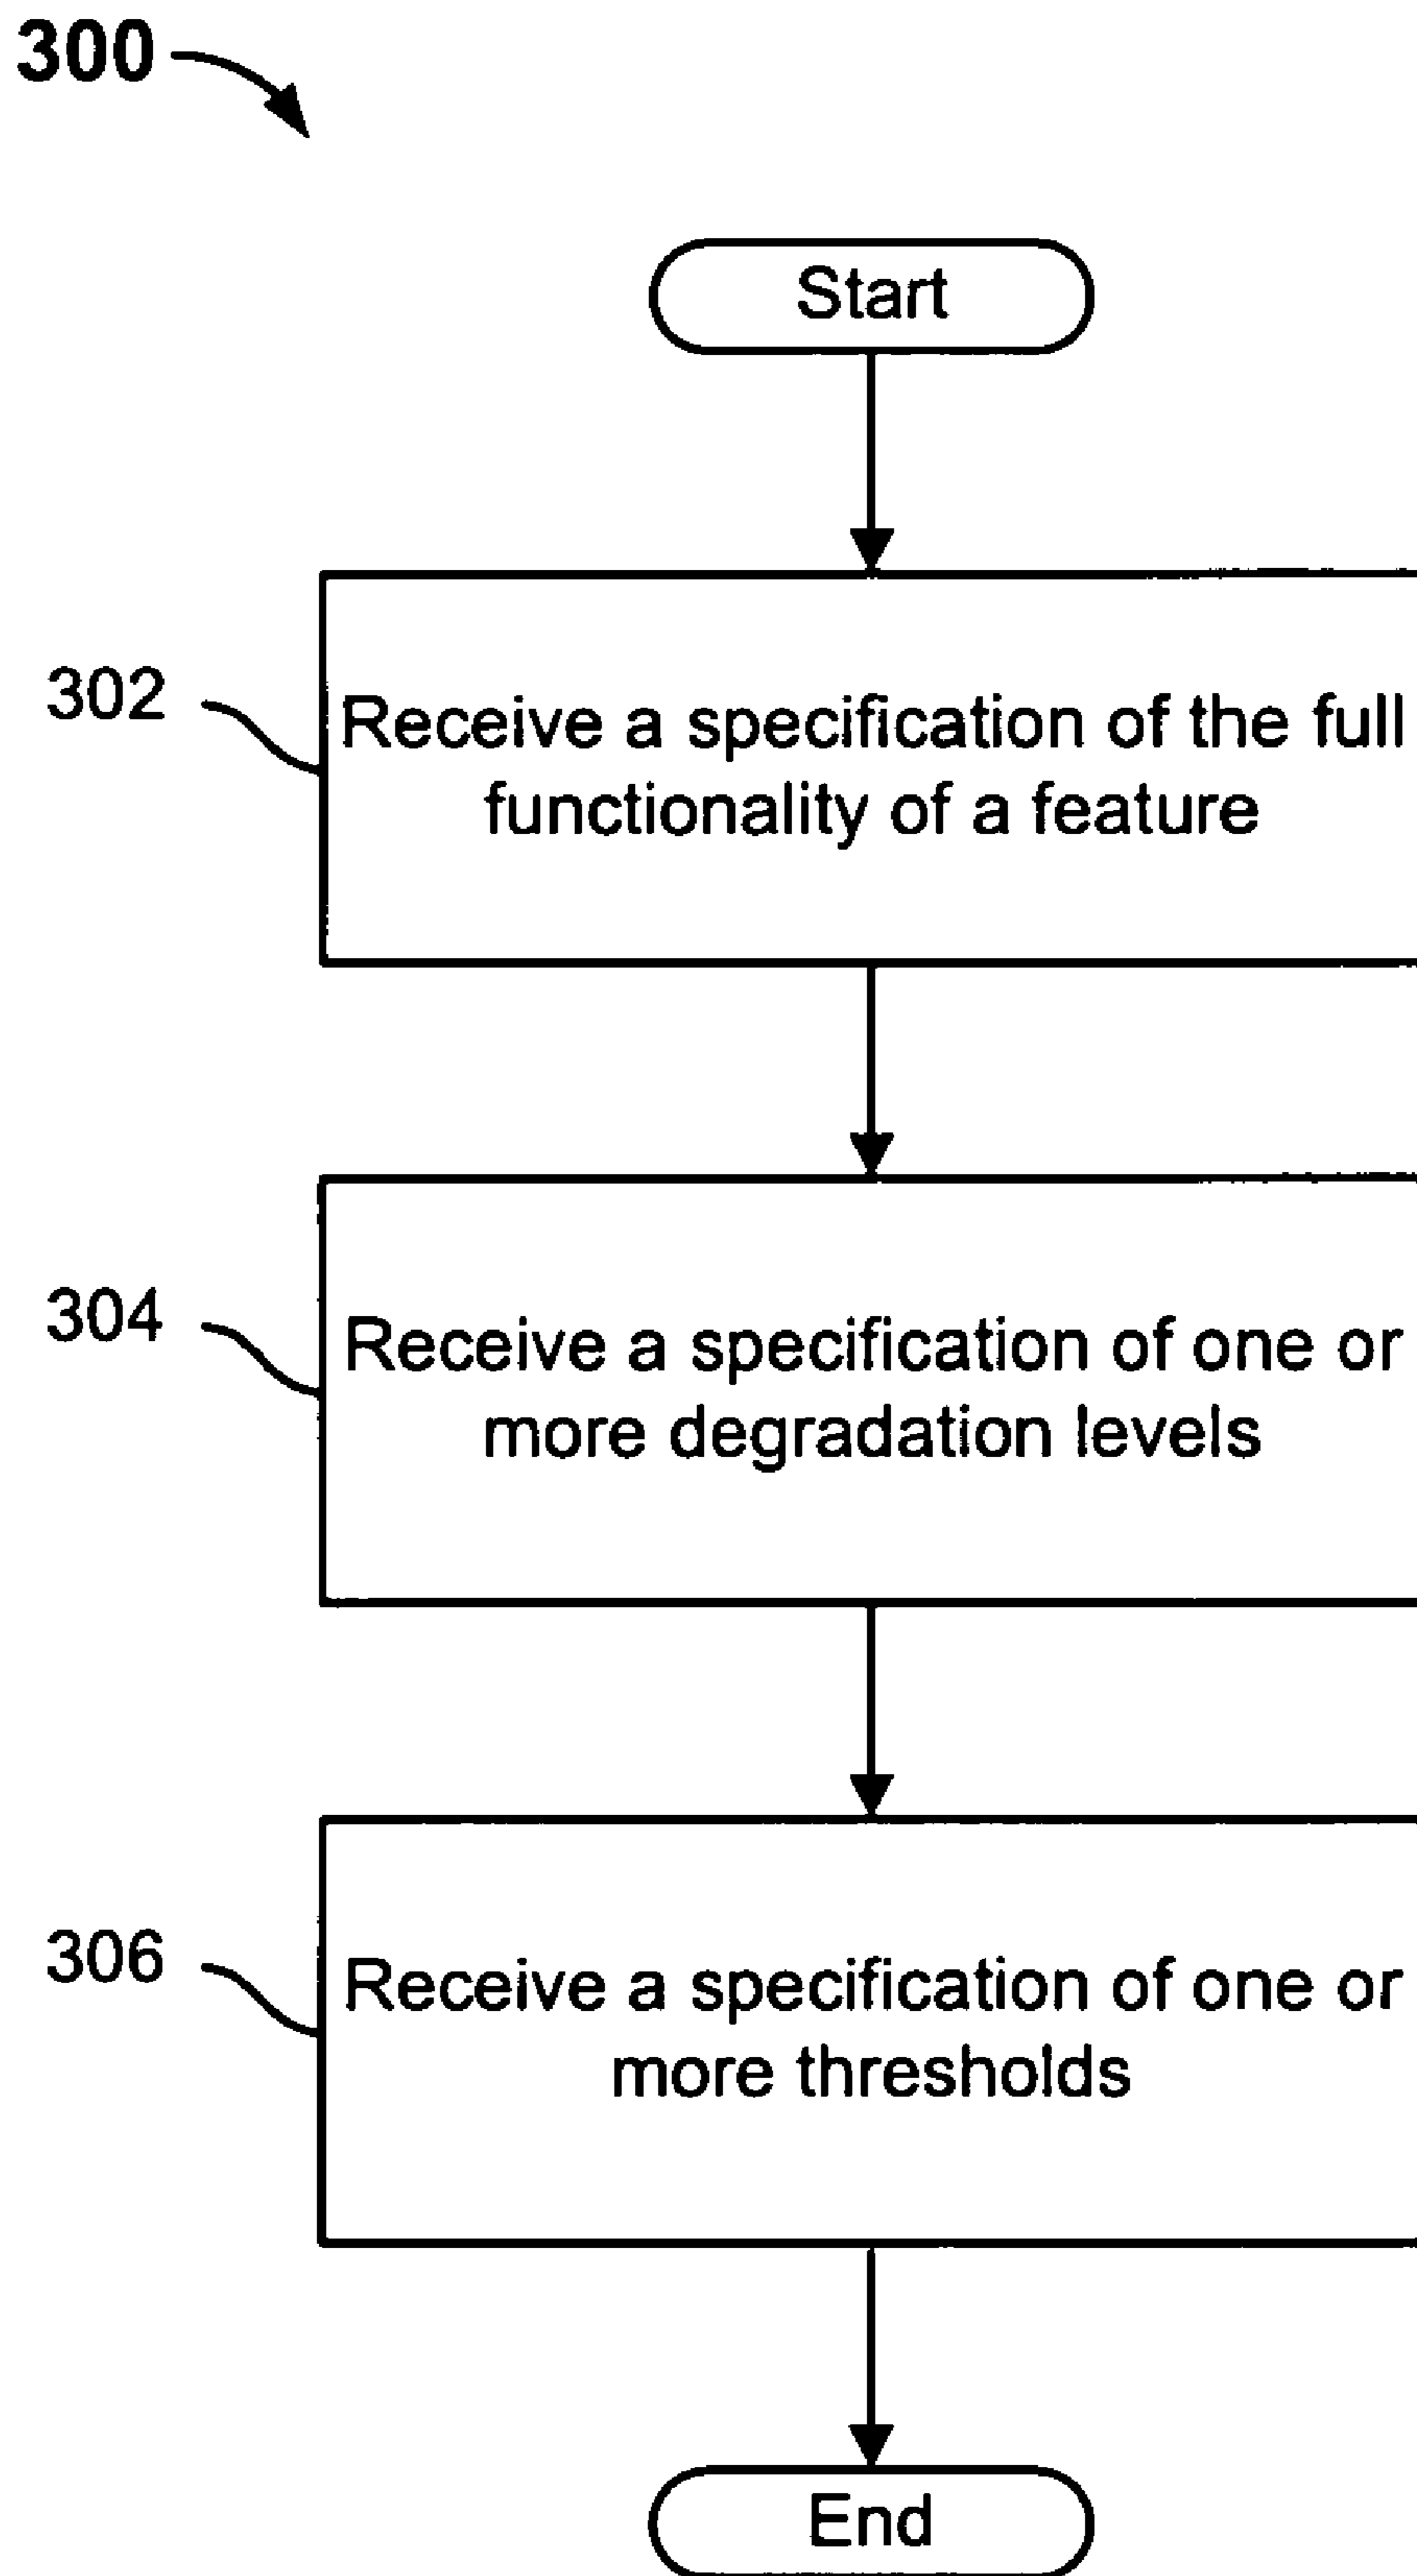 300
Start
302
Receive a specification of the full
functionality of a feature
304
Receive a specification of one or
more degradation levels
306
Receive a specification of one or
more thresholds
End